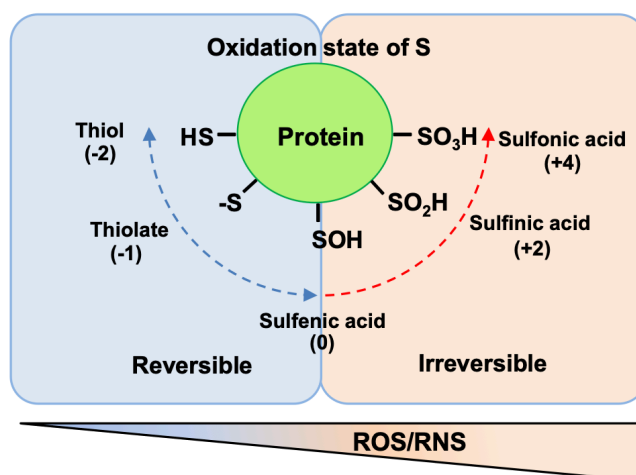 Oxidation state of S
Thiol
(-2)
HS
Protein
SO₃H
Sulfonic acid
(+4)
-S
SO₂H
Thiolate
(-1)
SOH
Sulfinic acid
(+2)
Sulfenic acid
(0)
Reversible
Irreversible
ROS/RNS